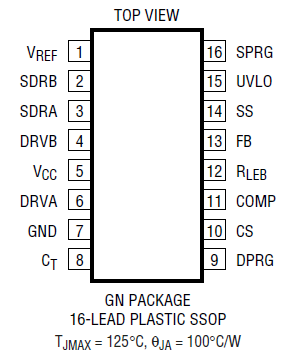 TOP VIEW
VREF 1 16 SPRG
SDRB 2 15 UVLO
SDRA 3 14 SS
DRVB 4 13 FB
VCC 5 12 RLEB
DRVA 6 11 COMP
GND 7 10 CS
CT 8 9 DPRG
GN PACKAGE
16-LEAD PLASTIC SSOP
TJMAX = 125°C, θJA = 100°C/W